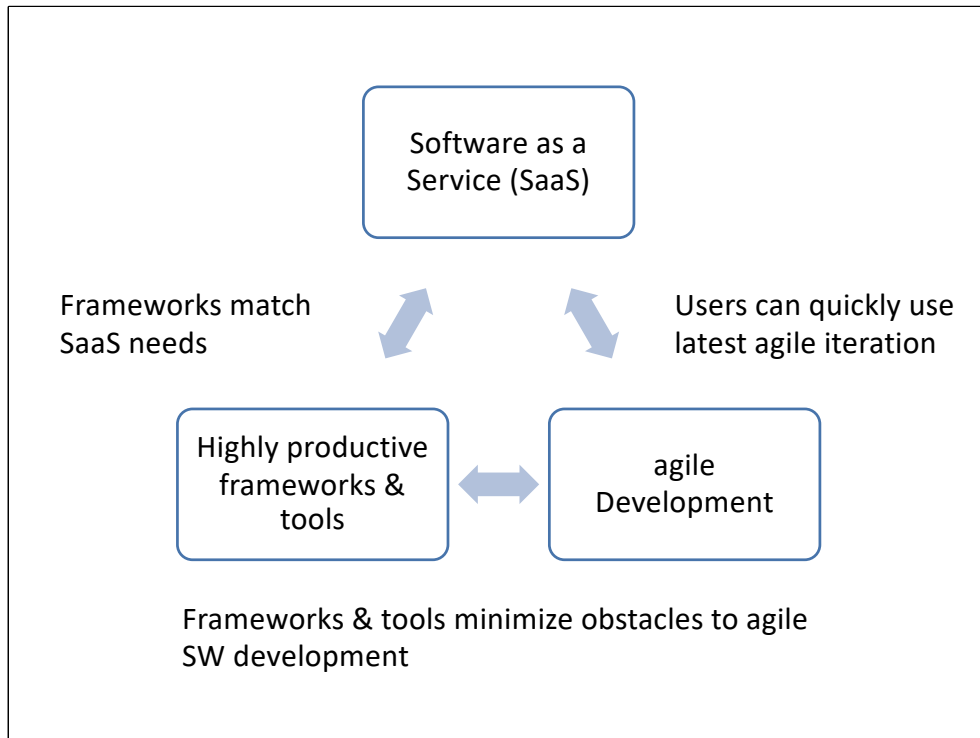 Software as a
Service (SaaS)
Frameworks match
SaaS needs
Users can quickly use
latest agile iteration
Highly productive
frameworks &
tools
agile
Development
Frameworks & tools minimize obstacles to agile
SW development